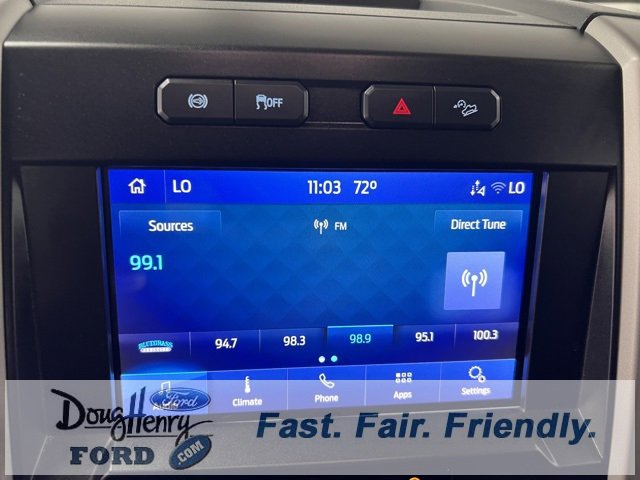 OFF
LO 11:03 72° LO
Sources FM Direct Tune
99.1
BLUEGRASS 94.7 98.3 98.9 95.1 100.3
Climate Phone Apps Settings
Doug Henry Ford
FORD .COM
Fast. Fair. Friendly.